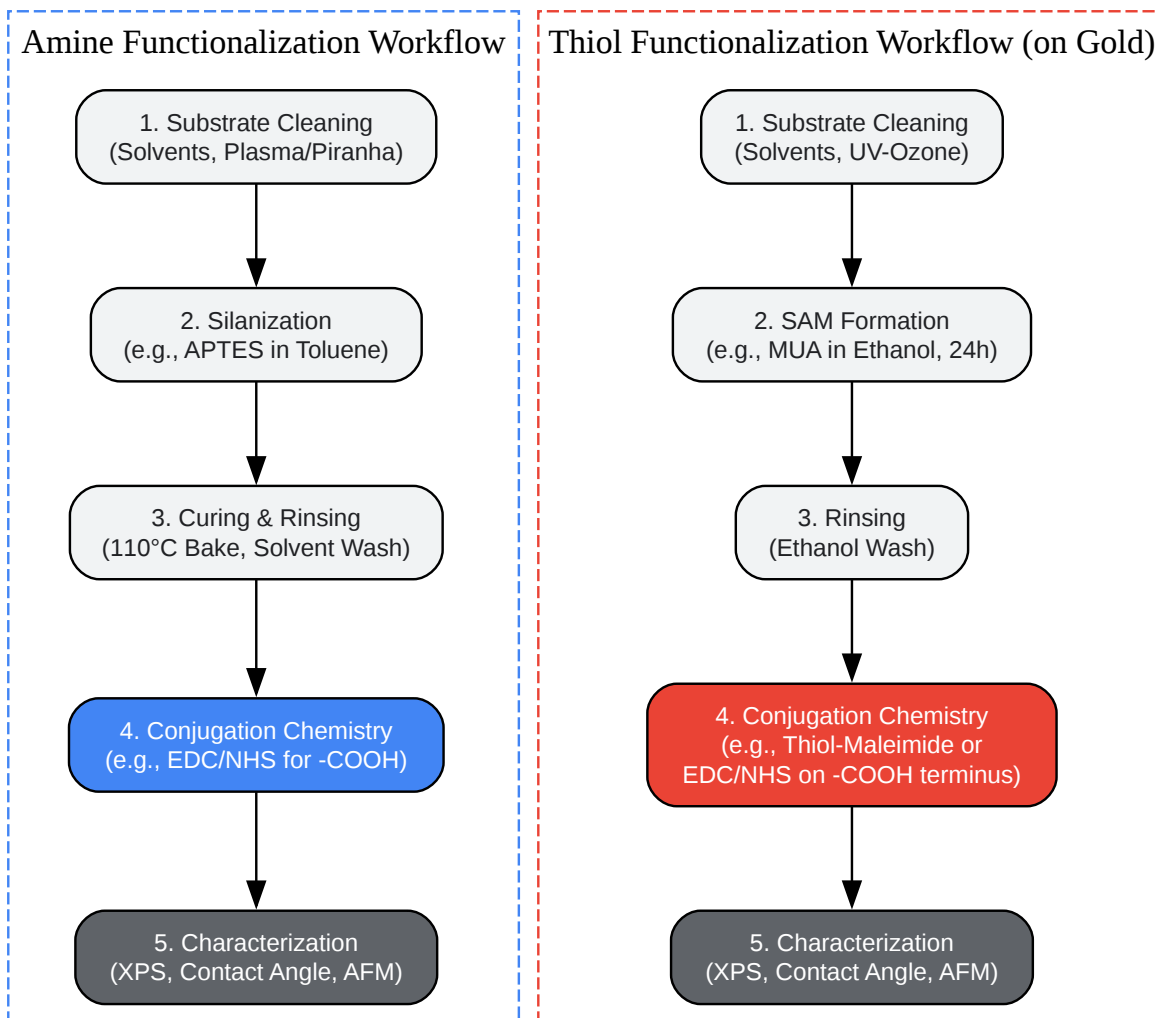 Amine Functionalization Workflow
1. Substrate Cleaning
(Solvents, Plasma/Piranha)
2. Silanization
(e.g., APTES in Toluene)
3. Curing & Rinsing
(110°C Bake, Solvent Wash)
4. Conjugation Chemistry
(e.g., EDC/NHS for -COOH)
5. Characterization
(XPS, Contact Angle, AFM)
Thiol Functionalization Workflow (on Gold)
1. Substrate Cleaning
(Solvents, UV-Ozone)
2. SAM Formation
(e.g., MUA in Ethanol, 24h)
3. Rinsing
(Ethanol Wash)
4. Conjugation Chemistry
(e.g., Thiol-Maleimide or
EDC/NHS on -COOH terminus)
5. Characterization
(XPS, Contact Angle, AFM)